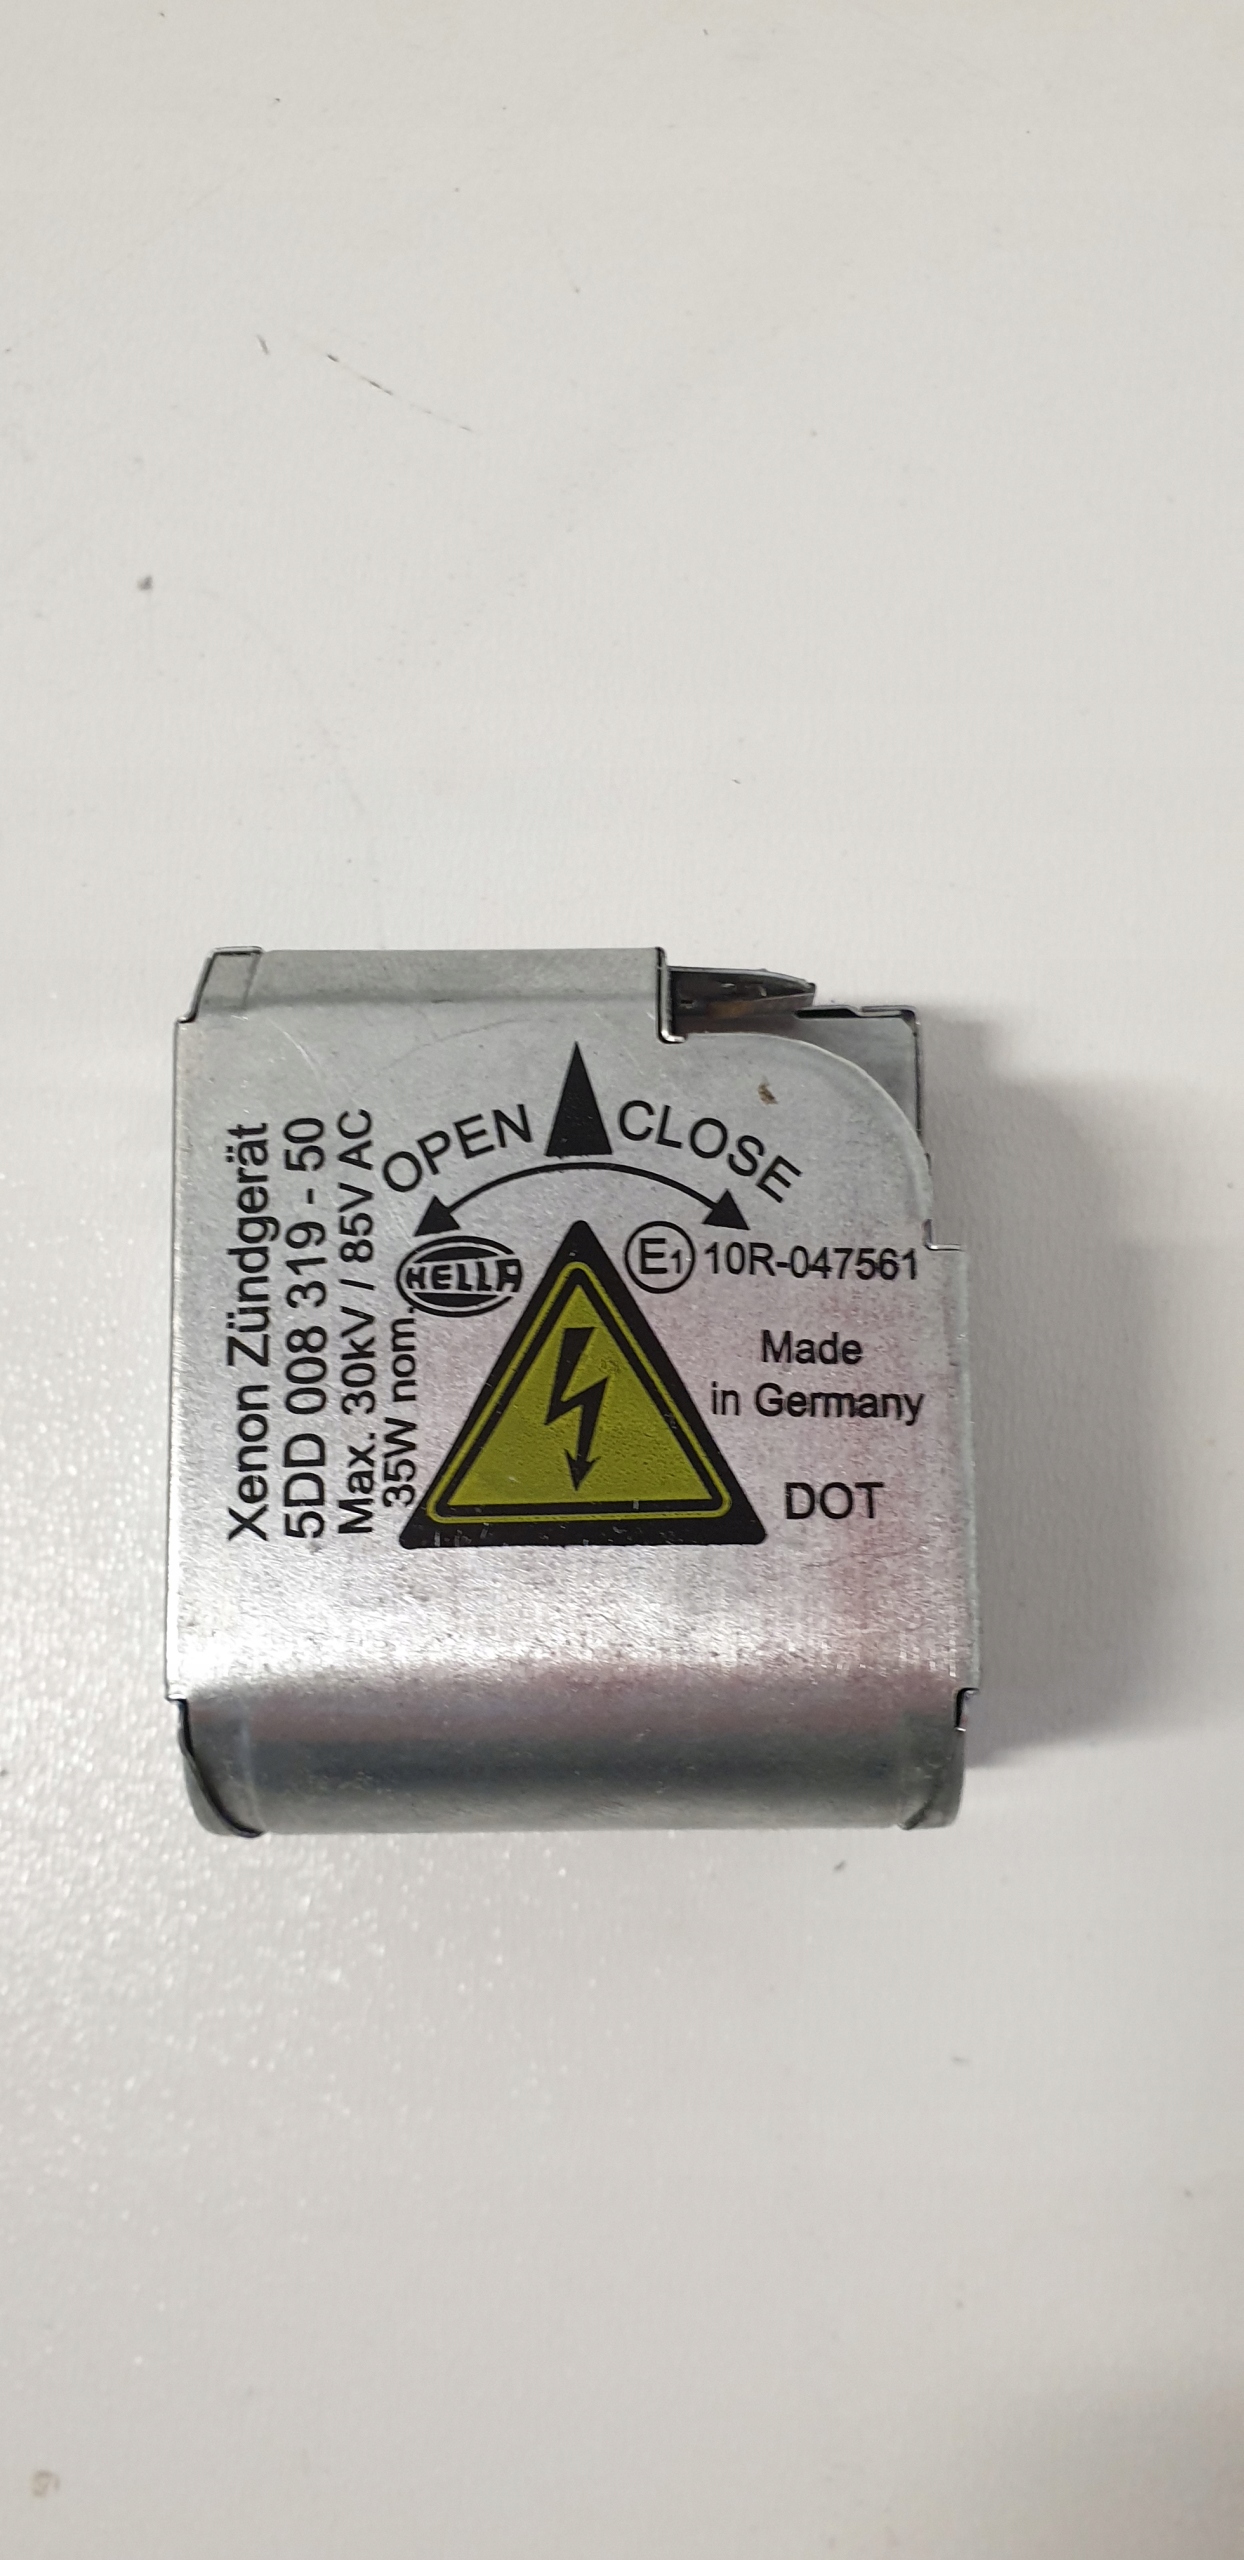 Xenon Zündgerät
5DD 008 319 - 50
Max. 30kV / 85V AC
35W nom.
OPEN CLOSE
HELLA
E1 10R-047561
Made
in Germany
DOT